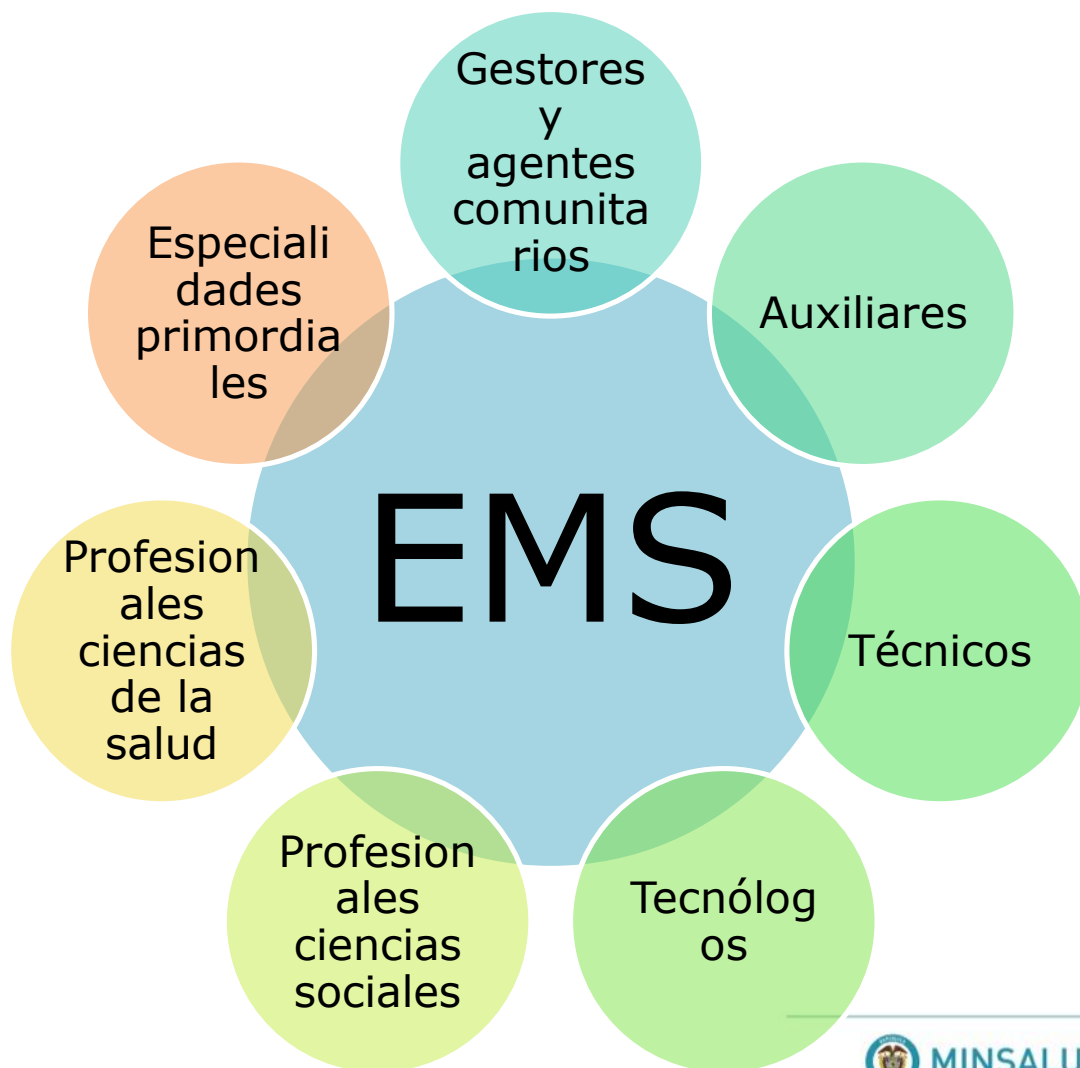 Gestores
y
agentes
comunita
rios
Auxiliares
Técnicos
Tecnólog
os
Profesion
ales
ciencias
sociales
Profesion
ales
ciencias
de la
salud
Especiali
dades
primordia
les
EMS